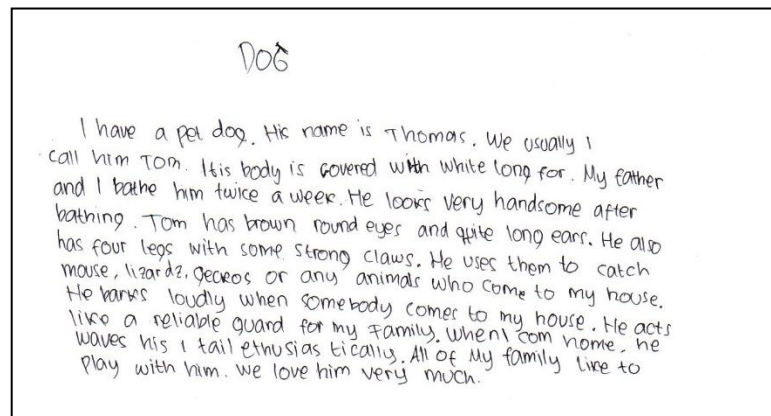 DOG
I have a pet dog. His name is Thomas. We usually I
call him Tom. Itis body is covered with white long for. My father
and I bathe him twice a week. He looks very handsome after
bathing. Tom has brown round eyes and quite long ears. He also
has four legs with some strong claws. He uses them to catch
mouse, lizards, geckos or any animals who come to my house.
He barks loudly when somebody comes to my house. He acts
like a reliable guard for my family. when I com home, he
waves his I tail ethusias tically. All of My family like to
Play with him. we love him very much.